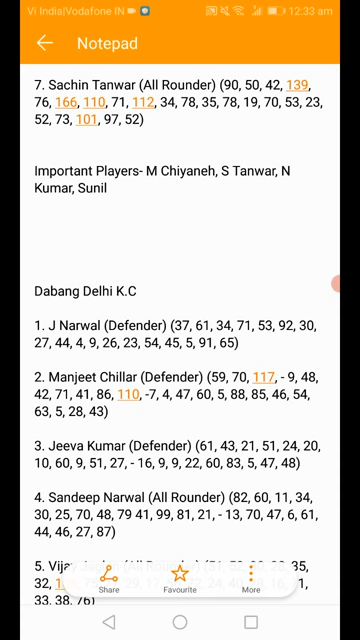 Vi India|Vodafone IN
12:33 am
Notepad
7. Sachin Tanwar (All Rounder) (90, 50, 42, 139,
76, 166, 110, 71, 112, 34, 78, 35, 78, 19, 70, 53, 23,
52, 73, 101, 97, 52)
Important Players- M Chiyaneh, S Tanwar, N
Kumar, Sunil
Dabang Delhi K.C
1. J Narwal (Defender) (37, 61, 34, 71, 53, 92, 30,
27, 44, 4, 9, 26, 23, 54, 45, 5, 91, 65)
2. Manjeet Chillar (Defender) (59, 70, 117, - 9, 48,
42, 71, 41, 86, 110, -7, 4, 47, 60, 5, 88, 85, 46, 54,
63, 5, 28, 43)
3. Jeeva Kumar (Defender) (61, 43, 21, 51, 24, 20,
10, 60, 9, 51, 27, - 16, 9, 9, 22, 60, 83, 5, 47, 48)
4. Sandeep Narwal (All Rounder) (82, 60, 11, 34,
30, 25, 70, 48, 79 41, 99, 81, 21, - 13, 70, 47, 6, 61,
44, 46, 27, 87)
5. Vijay
35,
32,
33, 38, 76)
Share
Favourite
More